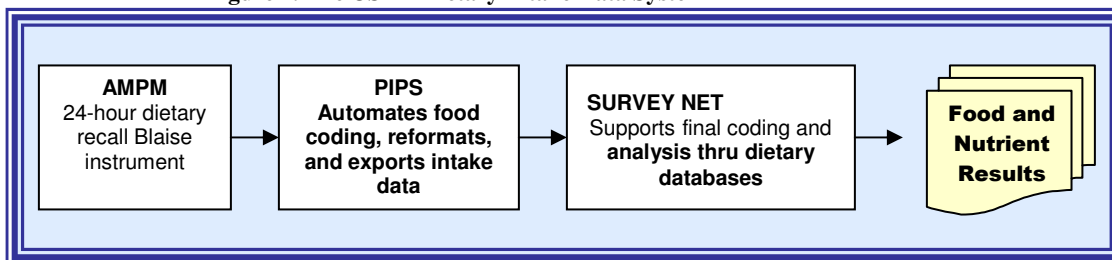 AMPM
24-hour dietary
recall Blaise
instrument
PIPS
Automates food
coding, reformats,
and exports intake
data
SURVEY NET
Supports final coding and
analysis thru dietary
databases
Food and
Nutrient
Results